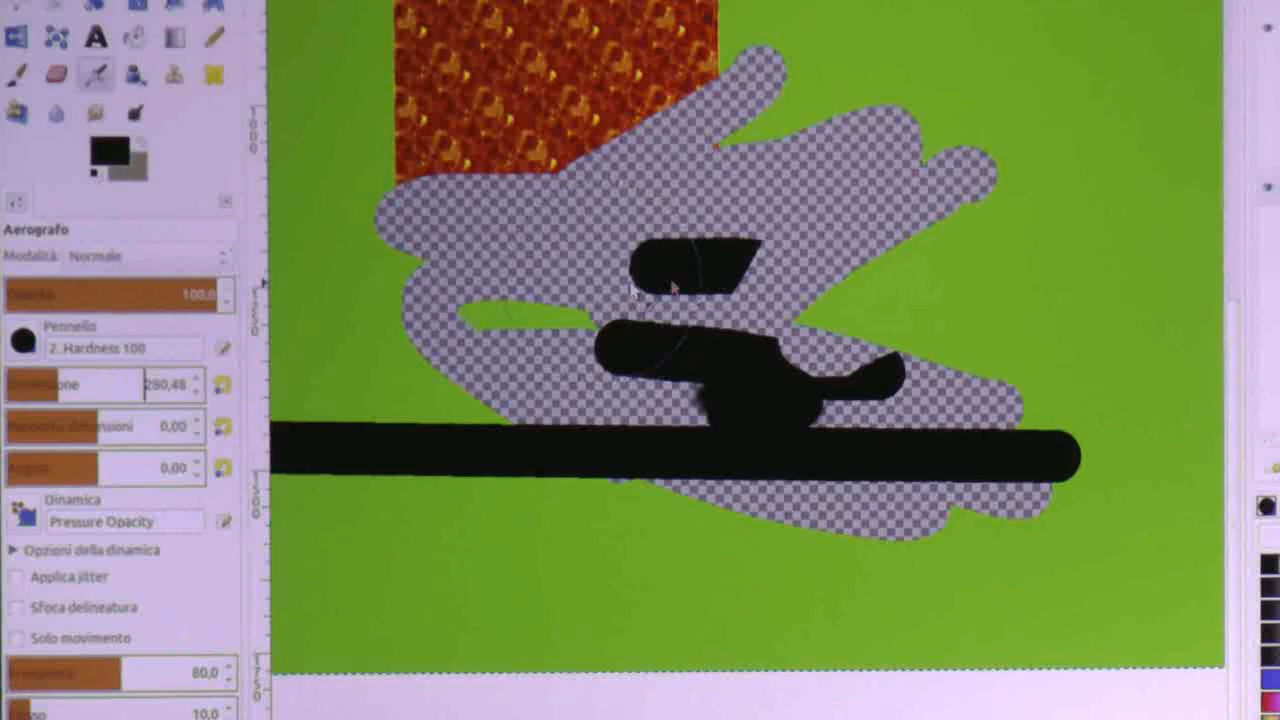 Aerografo
Modalità: Normale
100,0
Pennello
2. Hardness 100
280,48
0,00
0,00
Dinamica
Pressure Opacity
Opzioni della dinamica
Applica jitter
Sfoca delineatura
Solo movimento
80,0
10,0